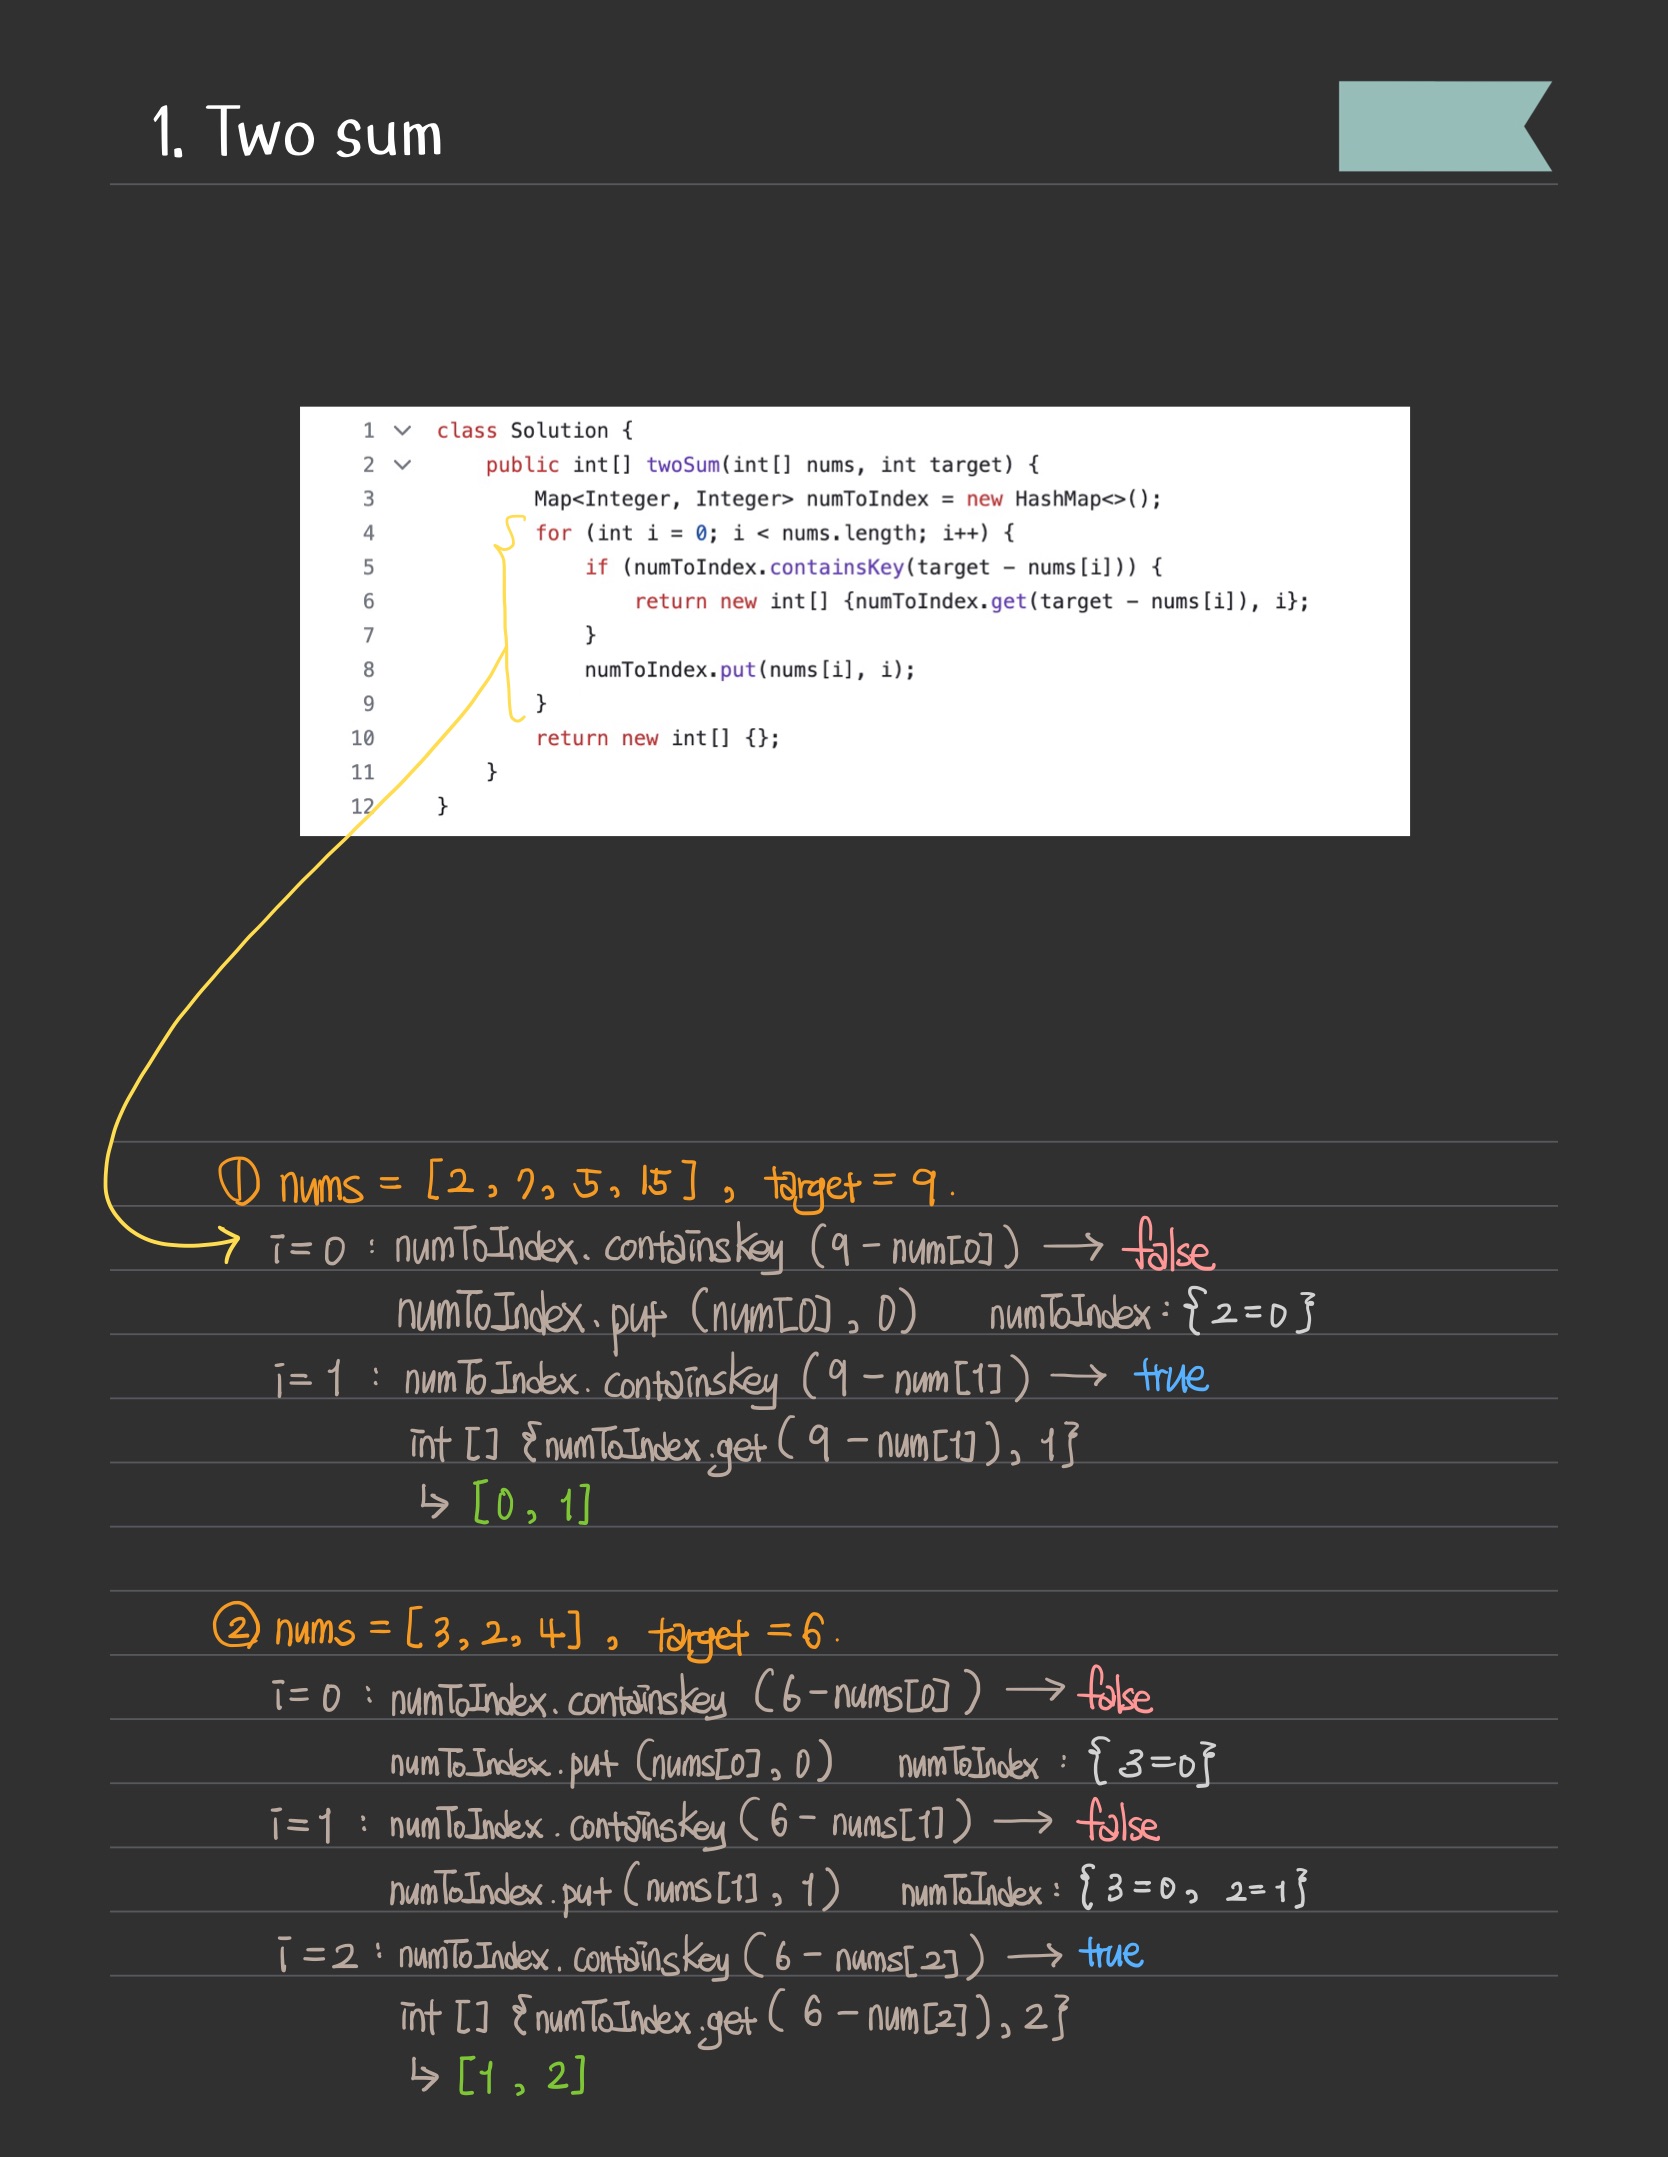 1. Two sum
1 class Solution {
2 public int[] twoSum(int[] nums, int target) {
3 Map<Integer, Integer> numToIndex = new HashMap<>();
4 for (int i = 0; i < nums.length; i++) {
5 if (numToIndex.containsKey(target - nums[i])) {
6 return new int[] {numToIndex.get(target - nums[i]), i};
7 }
8 numToIndex.put(nums[i], i);
9 }
10 return new int[] {};
11 }
12 }
① nums = [2, 7, 5, 15], target = 9.
i=0 : numToIndex.containskey (9-num[0]) → false
numToIndex.put (num[0], 0) numToIndex:{2=0}
i=1 : numToIndex.containskey (9-num[1]) → true
int [] {numToIndex.get(9-num[1]), 1}
↳ [0, 1]
② nums = [3, 2, 4], target = 6.
i=0 : numToIndex.containskey (6-nums[0]) → false
numToIndex.put (nums[0], 0) numToIndex : {3=0}
i=1 : numToIndex.containskey (6-nums[1]) → false
numToIndex.put (nums[1], 1) numToIndex: {3=0, 2=1}
i=2 : numToIndex.containskey (6-nums[2]) → true
int [] {numToIndex.get(6-num[2]), 2}
↳ [1, 2]